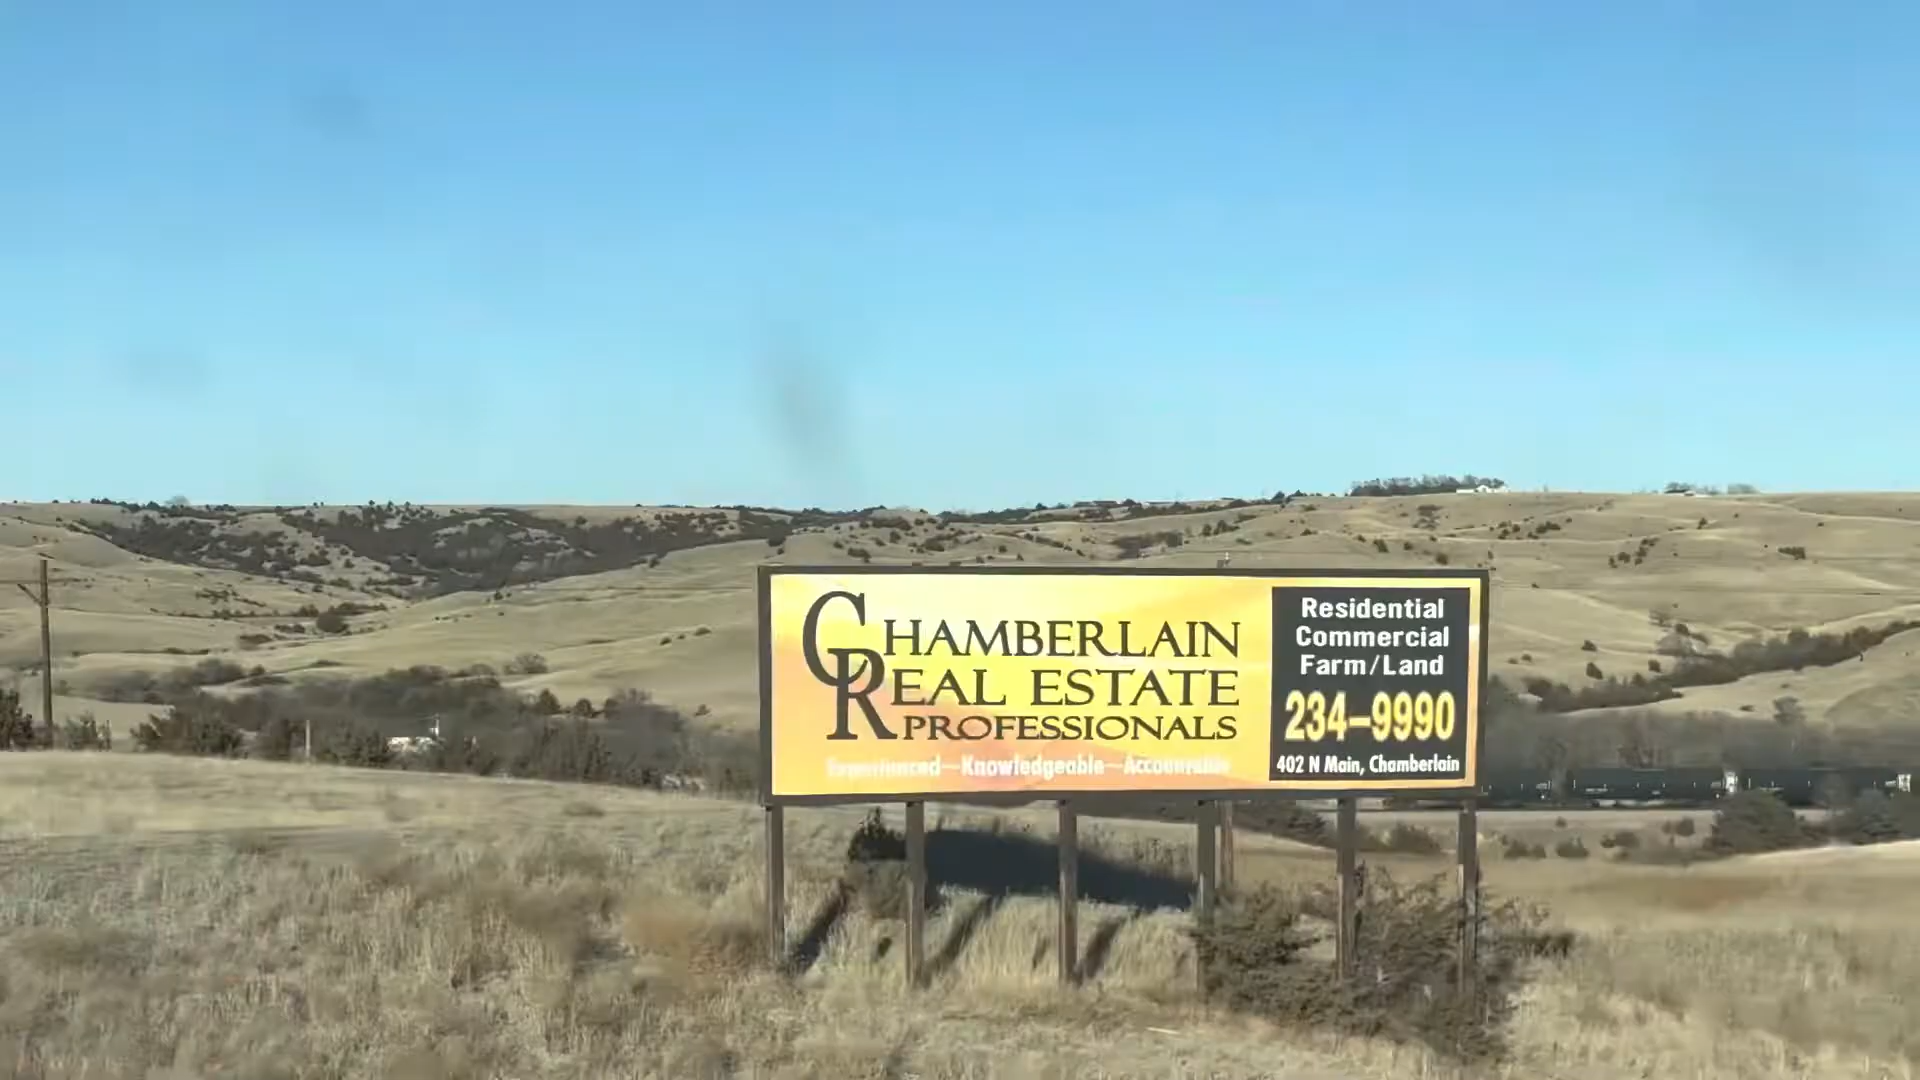 CHAMBERLAIN
REAL ESTATE
PROFESSIONALS
Experienced—Knowledgeable—Accountable
Residential
Commercial
Farm/Land
234-9990
402 N Main, Chamberlain